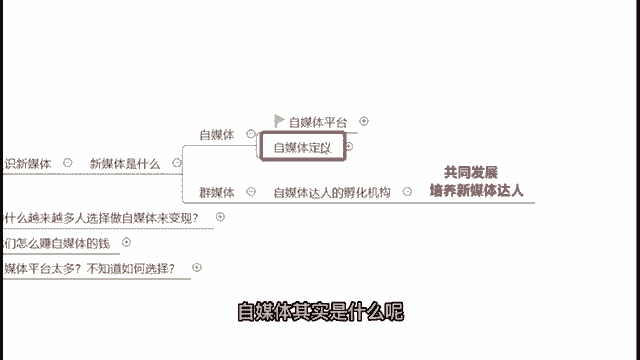 自媒体平台
自媒体
自媒体定义
识新媒体
新媒体是什么
共同发展
群媒体
自媒体达人的孵化机构
培养新媒体达人
什么越来越多人选择做自媒体来变现？
们怎么赚自媒体的钱
媒体平台太多？不知道如何选择？
自媒体其实是什么呢